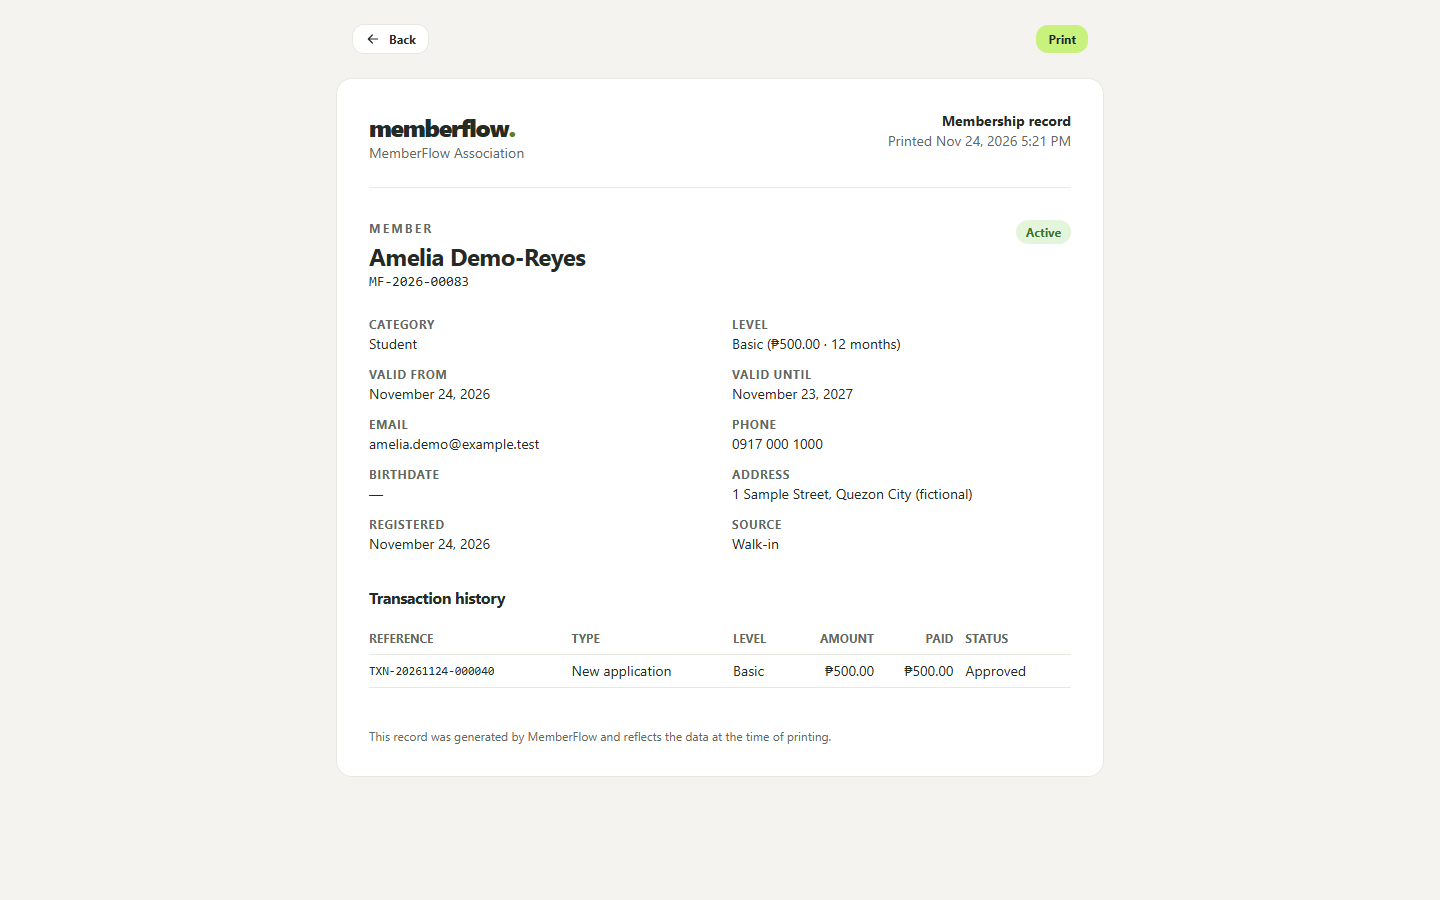 Back
Print
memberflow.
MemberFlow Association
Membership record
Printed Nov 24, 2026 5:21 PM
MEMBER
Active
Amelia Demo-Reyes
MF-2026-00083
CATEGORY
Student
LEVEL
Basic (₱500.00 · 12 months)
VALID FROM
November 24, 2026
VALID UNTIL
November 23, 2027
EMAIL
amelia.demo@example.test
PHONE
0917 000 1000
BIRTHDATE
—
ADDRESS
1 Sample Street, Quezon City (fictional)
REGISTERED
November 24, 2026
SOURCE
Walk-in
Transaction history
REFERENCE TYPE LEVEL AMOUNT PAID STATUS
TXN-20261124-000040 New application Basic ₱500.00 ₱500.00 Approved
This record was generated by MemberFlow and reflects the data at the time of printing.